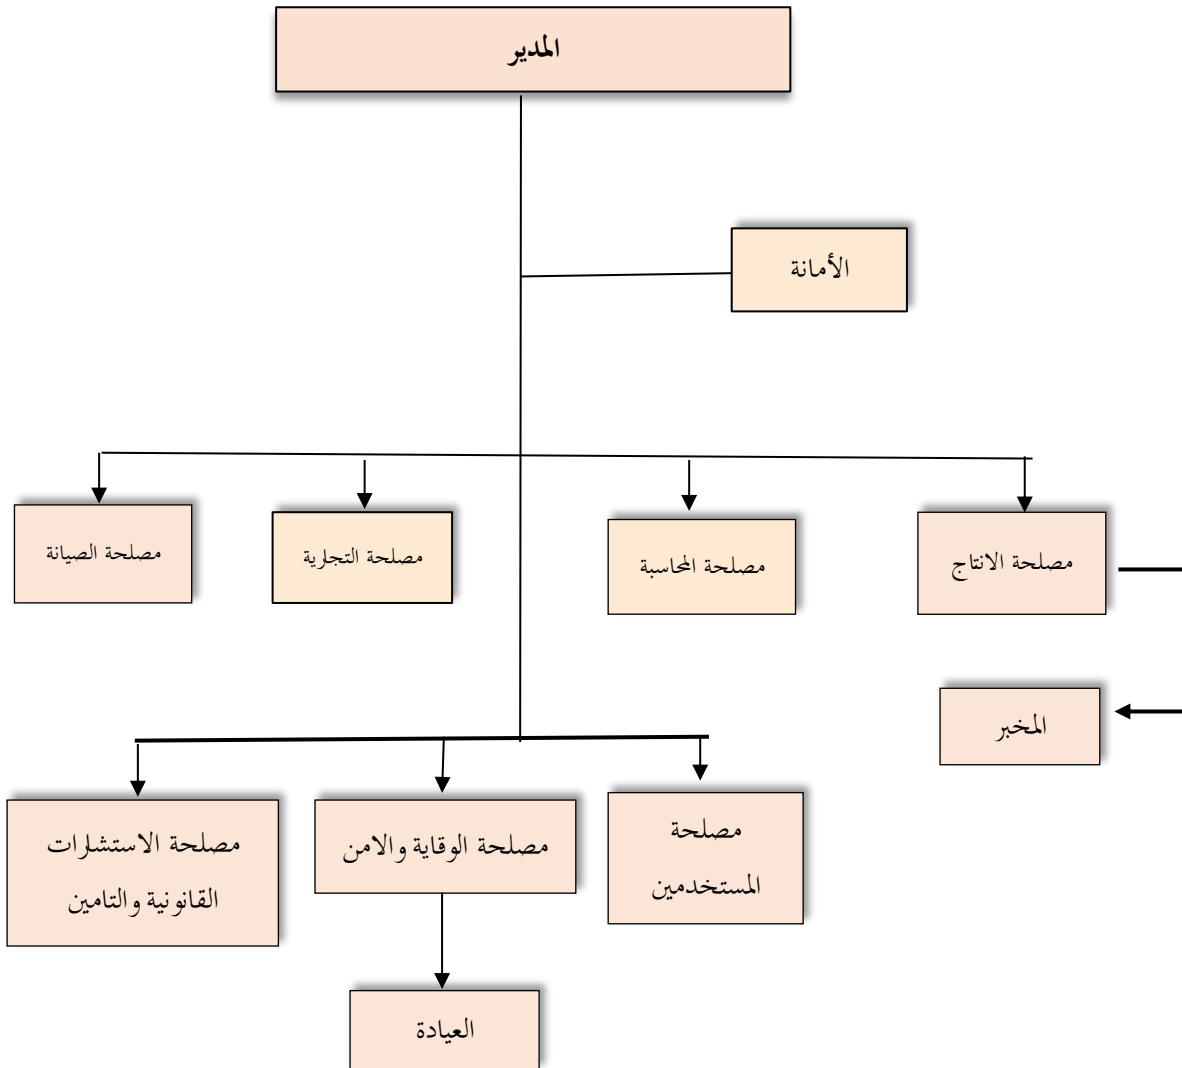 المدير
الأمانة
مصلحة الانتاج
مصلحة المحاسبة
مصلحة التجارية
مصلحة الصيانة
المخبر
مصلحة
المستخدمين
مصلحة الوقاية والامن
مصلحة الاستشارات
القانونية والتامين
العيادة